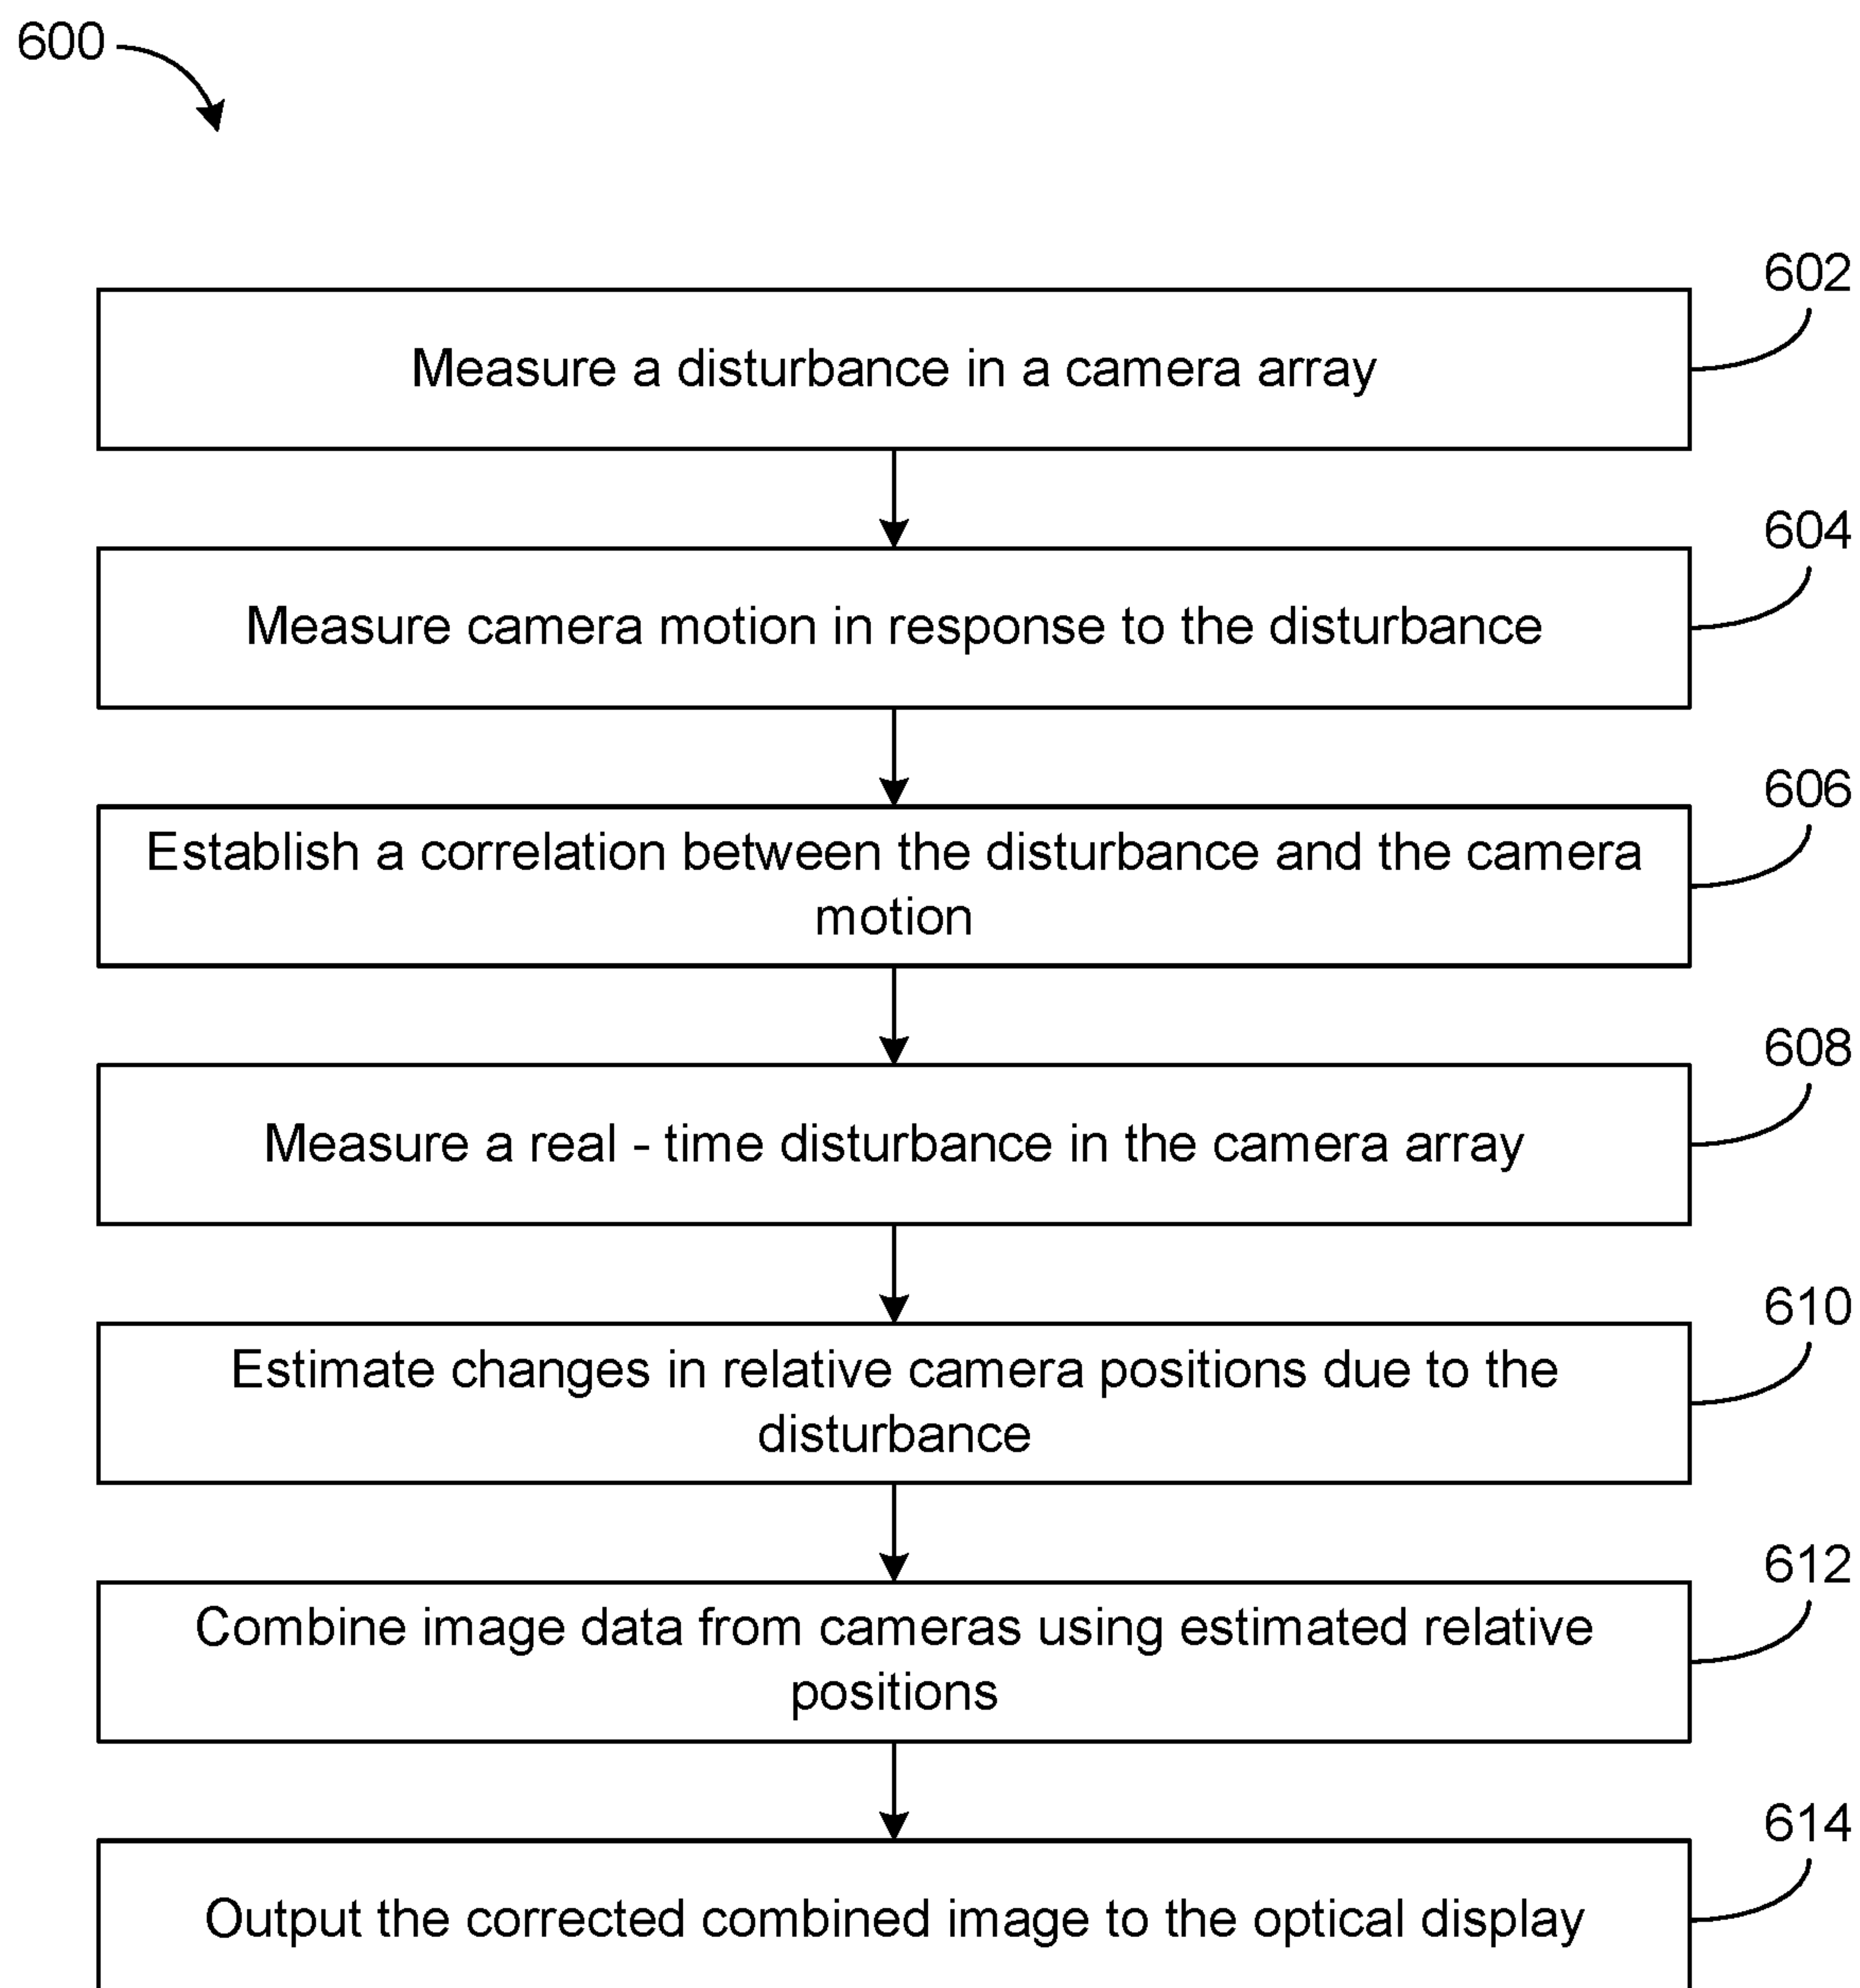 600
602
Measure a disturbance in a camera array
604
Measure camera motion in response to the disturbance
606
Establish a correlation between the disturbance and the camera
motion
608
Measure a real - time disturbance in the camera array
610
Estimate changes in relative camera positions due to the
disturbance
612
Combine image data from cameras using estimated relative
positions
614
Output the corrected combined image to the optical display